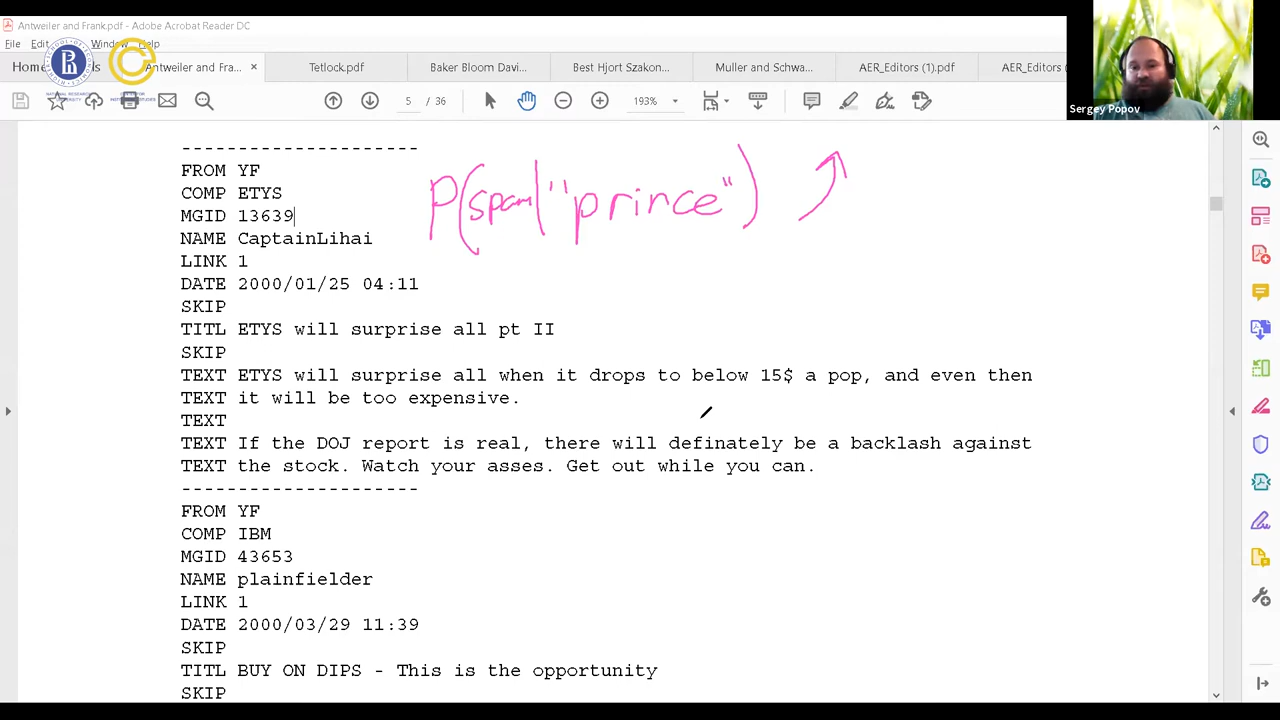 Antweiler and Frank.pdf - Adobe Acrobat Reader DC
File Edit Window Help
Home Antweiler and Fra... × Tetlock.pdf Baker Bloom Davi... Best Hjort Szakon... Muller and Schwa... AER_Editors (1).pdf AER_Editors
5 / 36 193%
Sergey Popov
---------------------
FROM YF
COMP ETYS
MGID 13639
NAME CaptainLihai
LINK 1
DATE 2000/01/25 04:11
SKIP
TITL ETYS will surprise all pt II
SKIP
TEXT ETYS will surprise all when it drops to below 15$ a pop, and even then
TEXT it will be too expensive.
TEXT
TEXT If the DOJ report is real, there will definately be a backlash against
TEXT the stock. Watch your asses. Get out while you can.
---------------------
FROM YF
COMP IBM
MGID 43653
NAME plainfielder
LINK 1
DATE 2000/03/29 11:39
SKIP
TITL BUY ON DIPS - This is the opportunity
SKIP
P(spam|"prince")